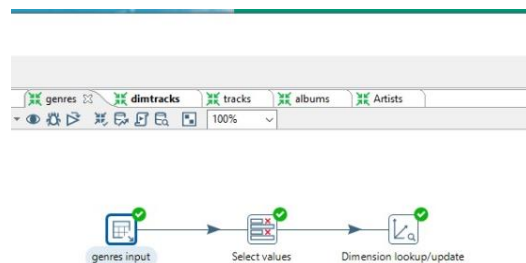 genres dimtracks tracks albums Artists
100%
genres input Select values Dimension lookup/update